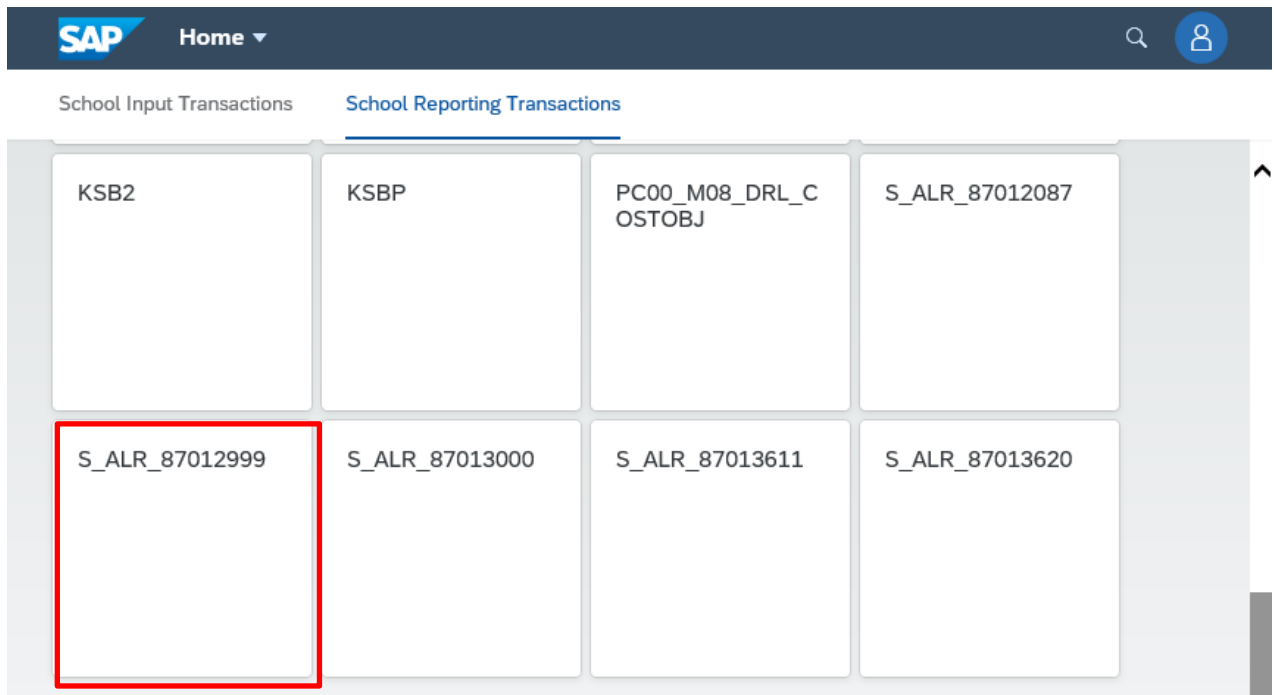 SAP Home
School Input Transactions School Reporting Transactions
KSB2 KSBP PC00_M08_DRL_C S_ALR_87012087
OSTOBJ
S_ALR_87012999 S_ALR_87013000 S_ALR_87013611 S_ALR_87013620